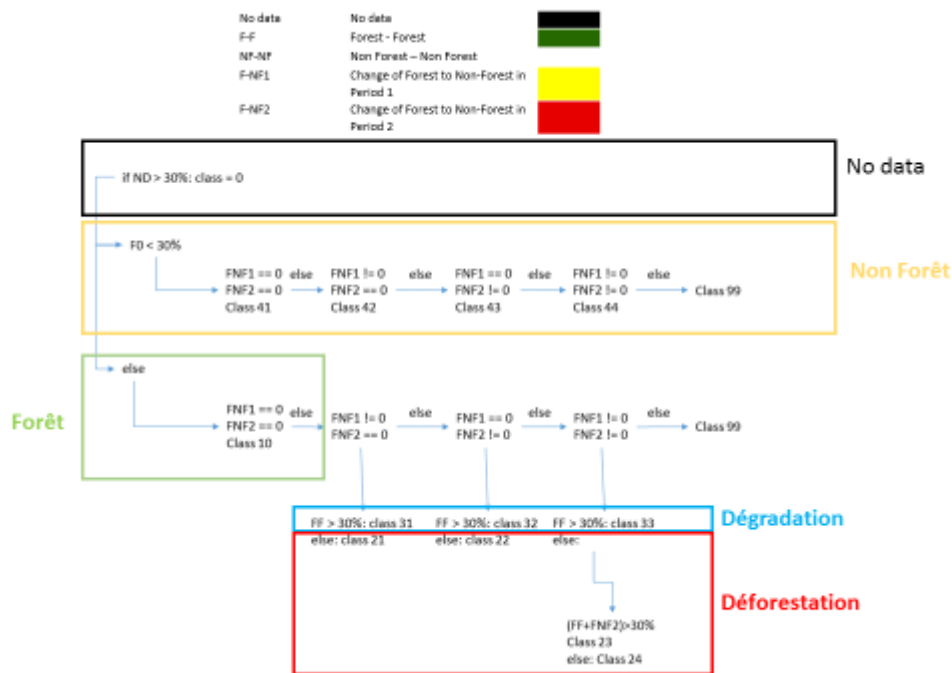 No data No data
F-F Forest - Forest
NF-NF Non Forest – Non Forest
F-NF1 Change of Forest to Non-Forest in
Period 1
F-NF2 Change of Forest to Non-Forest in
Period 2
No data
if ND > 30%: class = 0
F0 < 30%
Non Forêt
FNF1 == 0 else FNF1 != 0 else FNF1 == 0 else FNF1 != 0 else
FNF2 == 0 FNF2 == 0 FNF2 != 0 FNF2 != 0 Class 99
Class 41 Class 42 Class 43 Class 44
else
Forêt
FNF1 == 0 else FNF1 != 0 else FNF1 == 0 else FNF1 != 0 else
FNF2 == 0 FNF2 == 0 FNF2 != 0 FNF2 != 0 Class 99
Class 10
FF > 30%: class 31 FF > 30%: class 32 FF > 30%: class 33 Dégradation
else: class 21 else: class 22 else:
Déforestation
(FF+FNF2)>30%
Class 23
else: Class 24